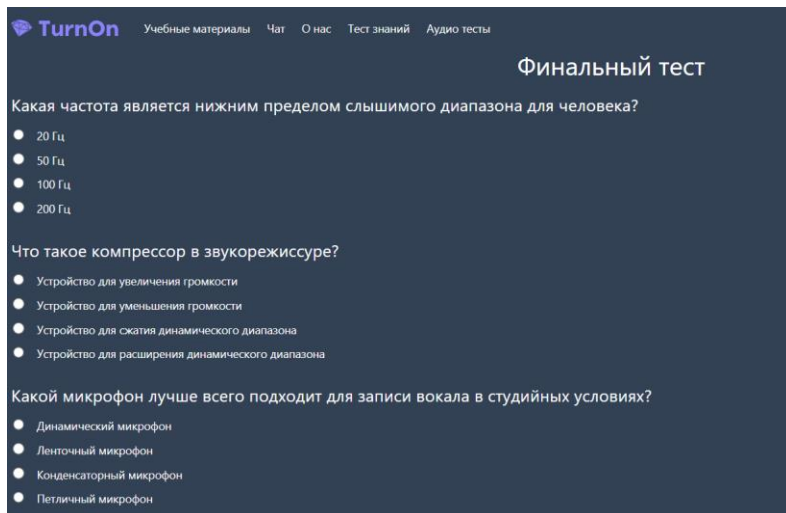 TurnOn Учебные материалы Чат О нас Тест знаний Аудио тесты
Финальный тест
Какая частота является нижним пределом слышимого диапазона для человека?
20 Гц
50 Гц
100 Гц
200 Гц
Что такое компрессор в звукорежиссуре?
Устройство для увеличения громкости
Устройство для уменьшения громкости
Устройство для сжатия динамического диапазона
Устройство для расширения динамического диапазона
Какой микрофон лучше всего подходит для записи вокала в студийных условиях?
Динамический микрофон
Ленточный микрофон
Конденсаторный микрофон
Петличный микрофон